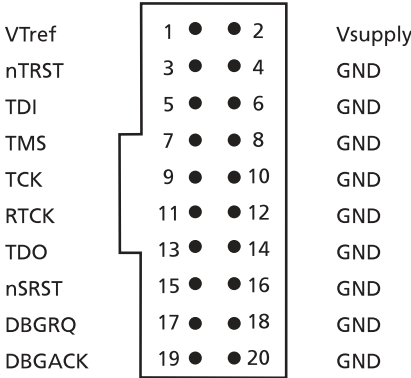 VTref 1 2 Vsupply
nTRST 3 4 GND
TDI 5 6 GND
TMS 7 8 GND
TCK 9 10 GND
RTCK 11 12 GND
TDO 13 14 GND
nSRST 15 16 GND
DBGRQ 17 18 GND
DBGACK 19 20 GND